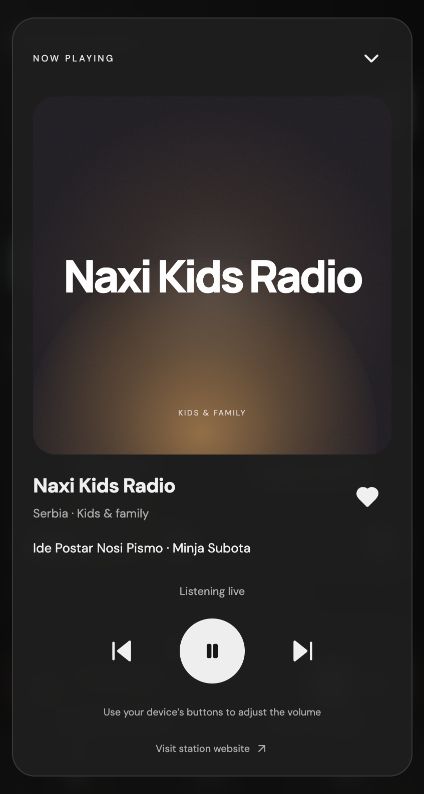 NOW PLAYING
Naxi Kids Radio
KIDS & FAMILY
Naxi Kids Radio
Serbia · Kids & family
Ide Postar Nosi Pismo · Minja Subota
Listening live
Use your device's buttons to adjust the volume
Visit station website ↗